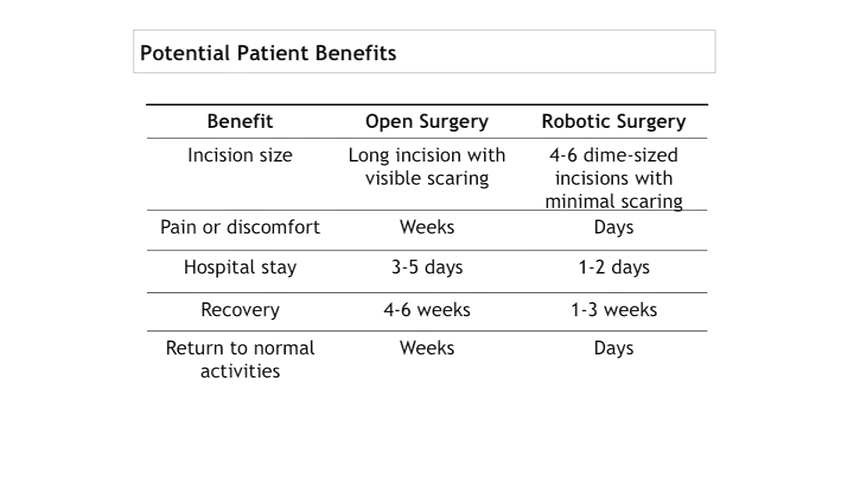 Potential Patient Benefits
Benefit Open Surgery Robotic Surgery
Incision size Long incision with 4-6 dime-sized
visible scaring incisions with
minimal scaring
Pain or discomfort Weeks Days
Hospital stay 3-5 days 1-2 days
Recovery 4-6 weeks 1-3 weeks
Return to normal Weeks Days
activities